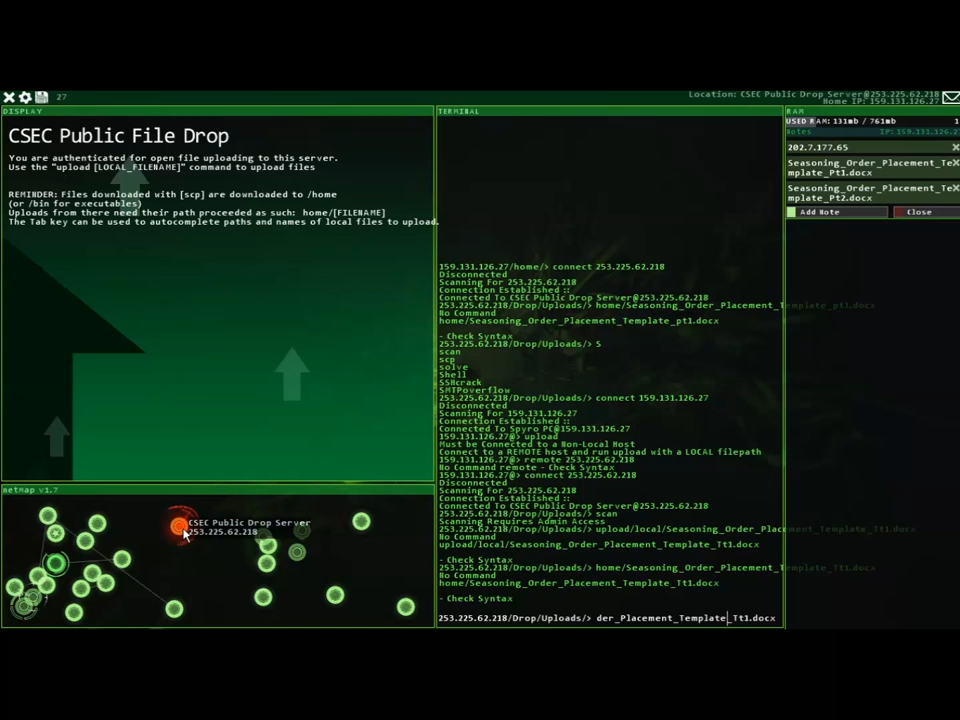 27
Location: CSEC Public Drop Server@253.225.62.218
Home IP: 159.131.126.27
DISPLAY
CSEC Public File Drop
You are authenticated for open file uploading to this server.
Use the "upload [LOCAL_FILENAME]" command to upload files
REMINDER: Files downloaded with [scp] are downloaded to /home
(or /bin for executables)
Uploads from there need their path proceeded as such: home/[FILENAME]
The Tab key can be used to autocomplete paths and names of local files to upload.
netMap v1.7
CSEC Public Drop Server
253.225.62.218
TERMINAL
159.131.126.27/home/> connect 253.225.62.218
Disconnected
Scanning For 253.225.62.218
Connection Established ::
Connected To CSEC Public Drop Server@253.225.62.218
253.225.62.218/Drop/Uploads/> home/Seasoning_Order_Placement_Template_pt1.docx
No Command
home/Seasoning_Order_Placement_Template_pt1.docx
- Check Syntax
253.225.62.218/Drop/Uploads/> S
scan
scp
solve
Shell
SSHcrack
SMTPoverflow
253.225.62.218/Drop/Uploads/> connect 159.131.126.27
Disconnected
Scanning For 159.131.126.27
Connection Established ::
Connected To Spyro PC@159.131.126.27
159.131.126.27@> upload
Must be Connected to a Non-Local Host
Connect to a REMOTE host and run upload with a LOCAL filepath
159.131.126.27@> remote 253.225.62.218
No Command remote - Check Syntax
159.131.126.27@> connect 253.225.62.218
Disconnected
Scanning For 253.225.62.218
Connection Established ::
Connected To CSEC Public Drop Server@253.225.62.218
253.225.62.218/Drop/Uploads/> scan
Scanning Requires Admin Access
253.225.62.218/Drop/Uploads/> upload/local/Seasoning_Order_Placement_Template_Tt1.docx
No Command
upload/local/Seasoning_Order_Placement_Template_Tt1.docx
- Check Syntax
253.225.62.218/Drop/Uploads/> home/Seasoning_Order_Placement_Template_Tt1.docx
No Command
home/Seasoning_Order_Placement_Template_Tt1.docx
- Check Syntax
253.225.62.218/Drop/Uploads/> der_Placement_Template_Tt1.docx
RAM
USED RAM: 131mb / 761mb 1
Notes IP: 159.131.126.27
202.7.177.65
Seasoning_Order_Placement_Te
mplate_Pt1.docx
Seasoning_Order_Placement_Te
mplate_Pt2.docx
Add Note Close